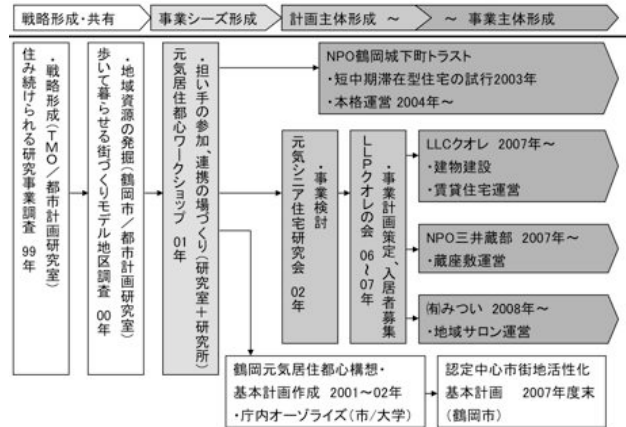 戦略形成・共有
事業シーズ形成
計画主体形成 ～
～ 事業主体形成
住み続けられる研究事業調査 99年
・戦略形成(TMO/都市計画研究室)
歩いて暮らせる街づくりモデル地区調査 00年
・地域資源の発掘(鶴岡市/都市計画研究室)
元気居住都心ワークショップ 01年
・担い手の参加、連携の場づくり(研究室＋研究所)
NPO鶴岡城下町トラスト
・短中期滞在型住宅の試行2003年
・本格運営 2004年～
元気シニア住宅研究会 02年
・事業検討
LLPクオレの会 06~07年
・事業計画策定、入居者募集
LLCクオレ 2007年～
・建物建設
・賃貸住宅運営
NPO三井蔵部 2007年～
・蔵座敷運営
㈲みつい 2008年～
・地域サロン運営
鶴岡元気居住都心構想・
基本計画作成 2001～02年
・庁内オーソライズ(市/大学)
認定中心市街地活性化
基本計画 2007年度末
(鶴岡市)